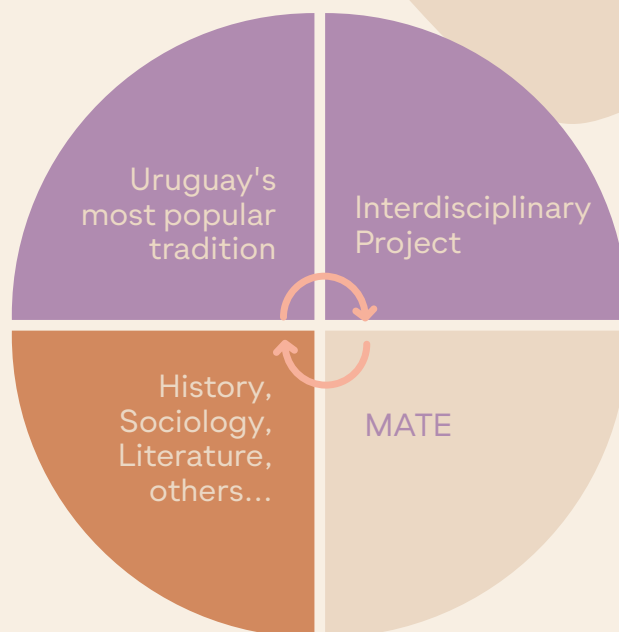 Uruguay's
most popular
tradition
Interdisciplinary
Project
History,
Sociology,
Literature,
others...
MATE